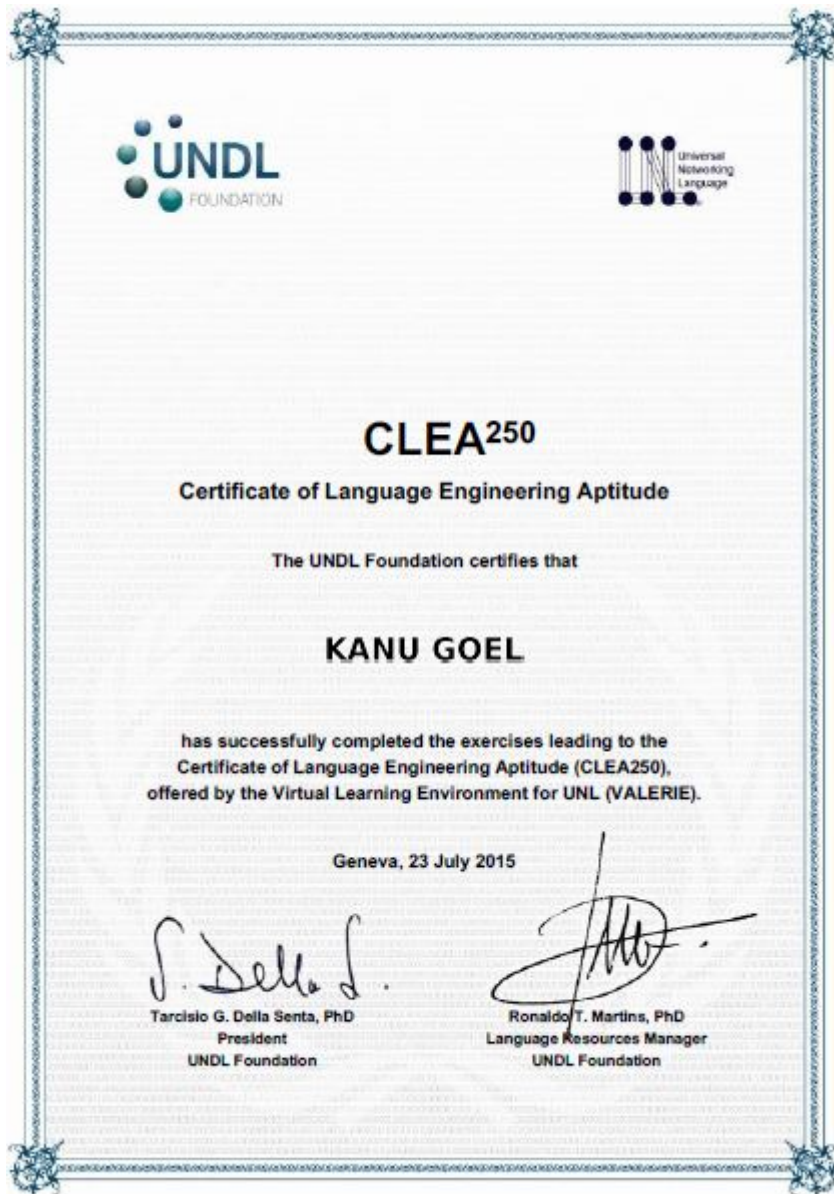 UNDL
FOUNDATION
Universal
Networking
Language
CLEA250
Certificate of Language Engineering Aptitude
The UNDL Foundation certifies that
KANU GOEL
has successfully completed the exercises leading to the
Certificate of Language Engineering Aptitude (CLEA250),
offered by the Virtual Learning Environment for UNL (VALERIE).
Geneva, 23 July 2015
S. Della S.
Tarcisio G. Della Senta, PhD
President
UNDL Foundation
Ronaldo T. Martins, PhD
Language Resources Manager
UNDL Foundation